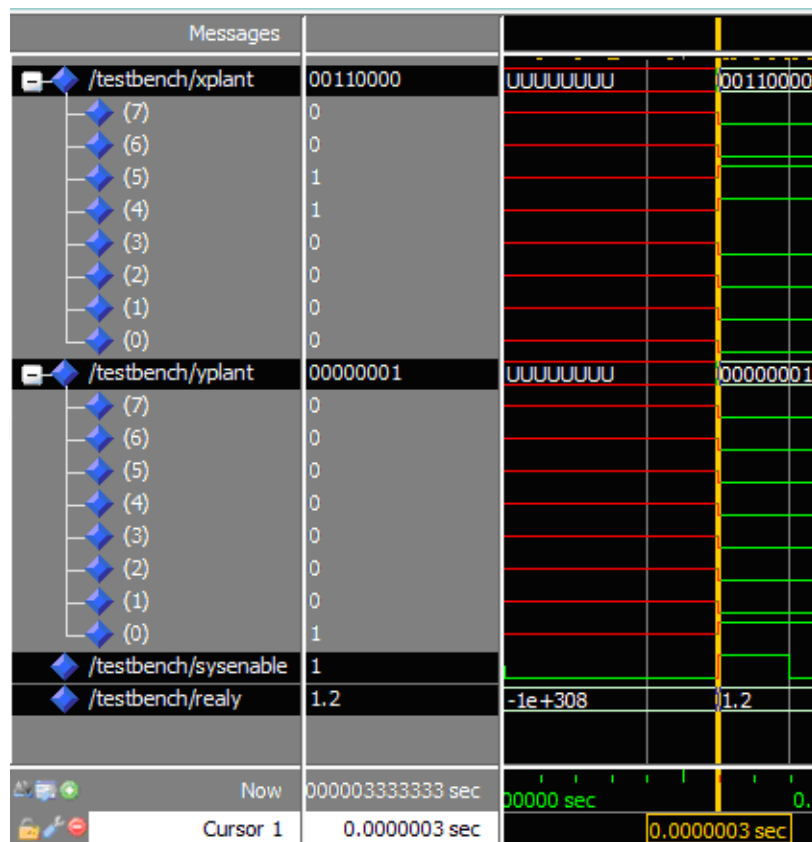 Messages
/testbench/xplant 00110000 UUUUUUUU 00110000
(7) 0
(6) 0
(5) 1
(4) 1
(3) 0
(2) 0
(1) 0
(0) 0
/testbench/yplant 00000001 UUUUUUUU 00000001
(7) 0
(6) 0
(5) 0
(4) 0
(3) 0
(2) 0
(1) 0
(0) 1
/testbench/sysenable 1
/testbench/realy 1.2 -1e+308 1.2
Now 000003333333 sec 00000 sec 0.
Cursor 1 0.0000003 sec 0.0000003 sec